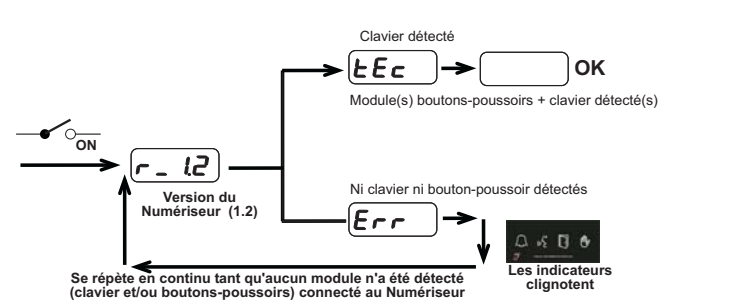 Clavier détecté
tEc
OK
Module(s) boutons-poussoirs + clavier détecté(s)
ON
r_ 1.2
Version du
Numériseur (1.2)
Ni clavier ni bouton-poussoir détectés
Err
Les indicateurs
clignotent
Se répète en continu tant qu'aucun module n'a été détecté
(clavier et/ou boutons-poussoirs) connecté au Numériseur